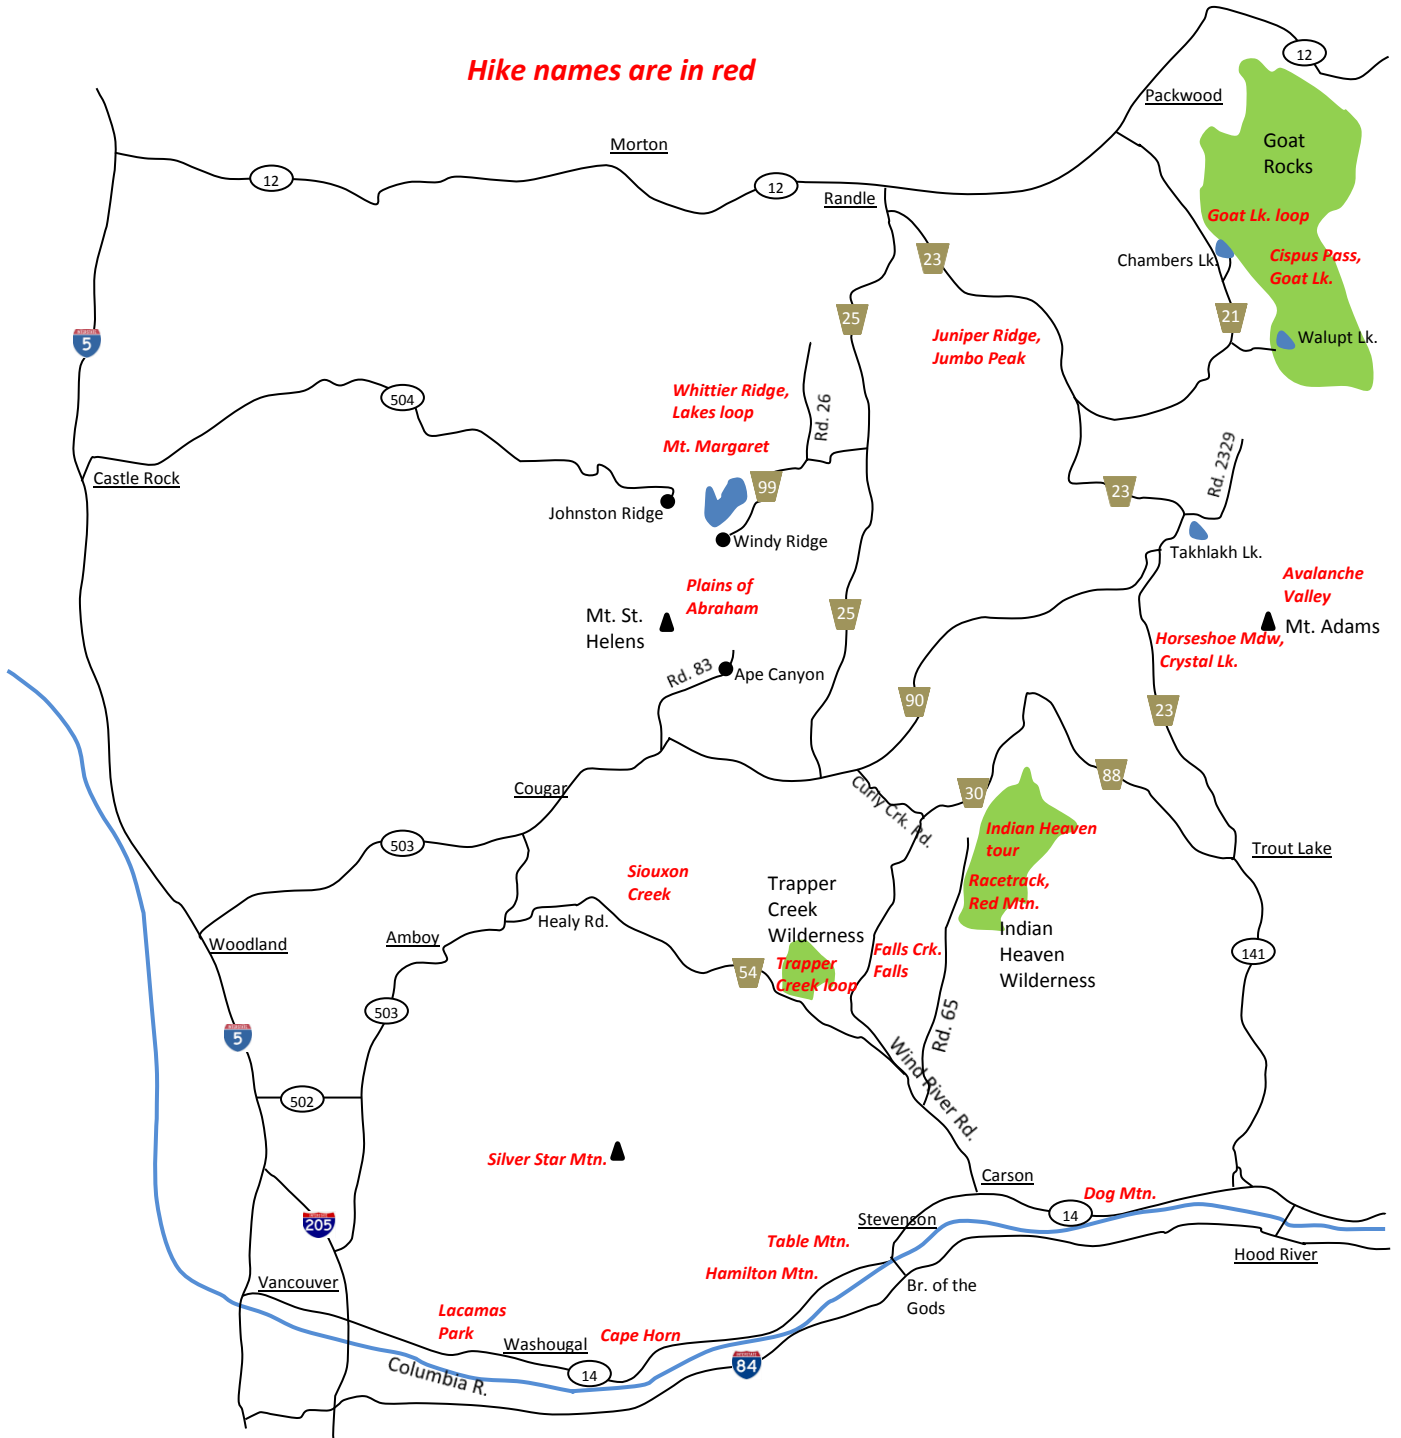 Hike names are in red
12
Packwood
Goat
Rocks
Morton
12
12
Randle
Goat Lk. loop
Chambers Lk.
Cispus Pass,
Goat Lk.
23
25
21
Walupt Lk.
5
Juniper Ridge,
Jumbo Peak
504
Whittier Ridge,
Lakes loop
Rd. 26
Mt. Margaret
Castle Rock
99
23
Rd. 2329
Johnston Ridge
Windy Ridge
Takhlakh Lk.
Plains of
Abraham
Avalanche
Valley
Mt. St.
Helens
25
Mt. Adams
Horseshoe Mdw,
Crystal Lk.
Rd. 83
Ape Canyon
90
23
Cougar
30
88
Curly Crk. Rd.
503
Indian Heaven
tour
Trout Lake
Siouxon
Creek
Trapper
Creek
Wilderness
Racetrack,
Red Mtn.
Healy Rd.
Indian
Heaven
Wilderness
Woodland
Amboy
Falls Crk.
Falls
141
54
Trapper
Creek loop
503
5
Rd. 65
Wind River Rd.
502
Silver Star Mtn.
Carson
Dog Mtn.
14
205
Stevenson
Table Mtn.
Hood River
Hamilton Mtn.
Vancouver
Br. of the
Gods
Lacamas
Park
Washougal
Cape Horn
14
84
Columbia R.